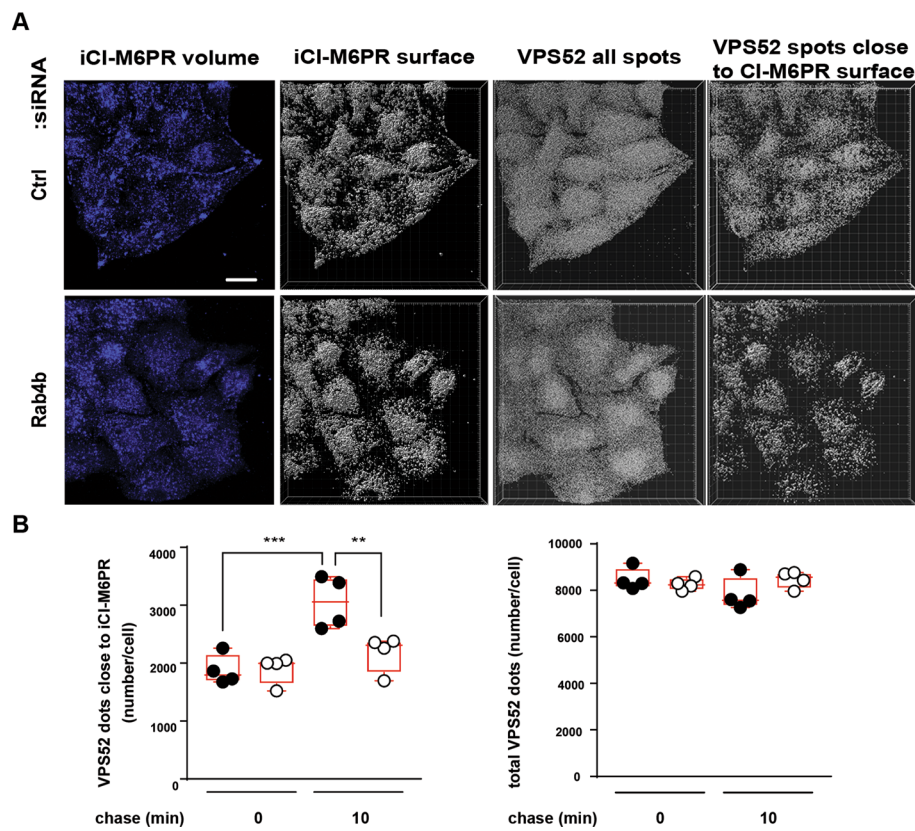 A
iCI-M6PR volume
iCI-M6PR surface
VPS52 all spots
VPS52 spots close
to CI-M6PR surface
:siRNA
Ctrl
Rab4b
B
VPS52 dots close to iCI-M6PR
(number/cell)
4000
3000
2000
1000
0
***
**
chase (min)
0
10
total VPS52 dots (number/cell)
10000
8000
6000
4000
2000
0
chase (min)
0
10